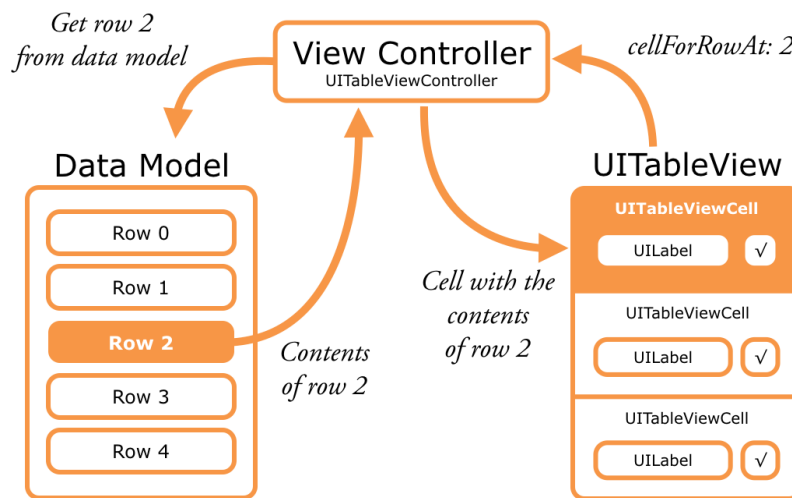 Get row 2
from data model
View Controller
UITableViewController
cellForRowAt: 2
Data Model
Row 0
Row 1
Row 2
Row 3
Row 4
Contents
of row 2
Cell with the
contents
of row 2
UITableView
UITableViewCell
UILabel √
UITableViewCell
UILabel √
UITableViewCell
UILabel √